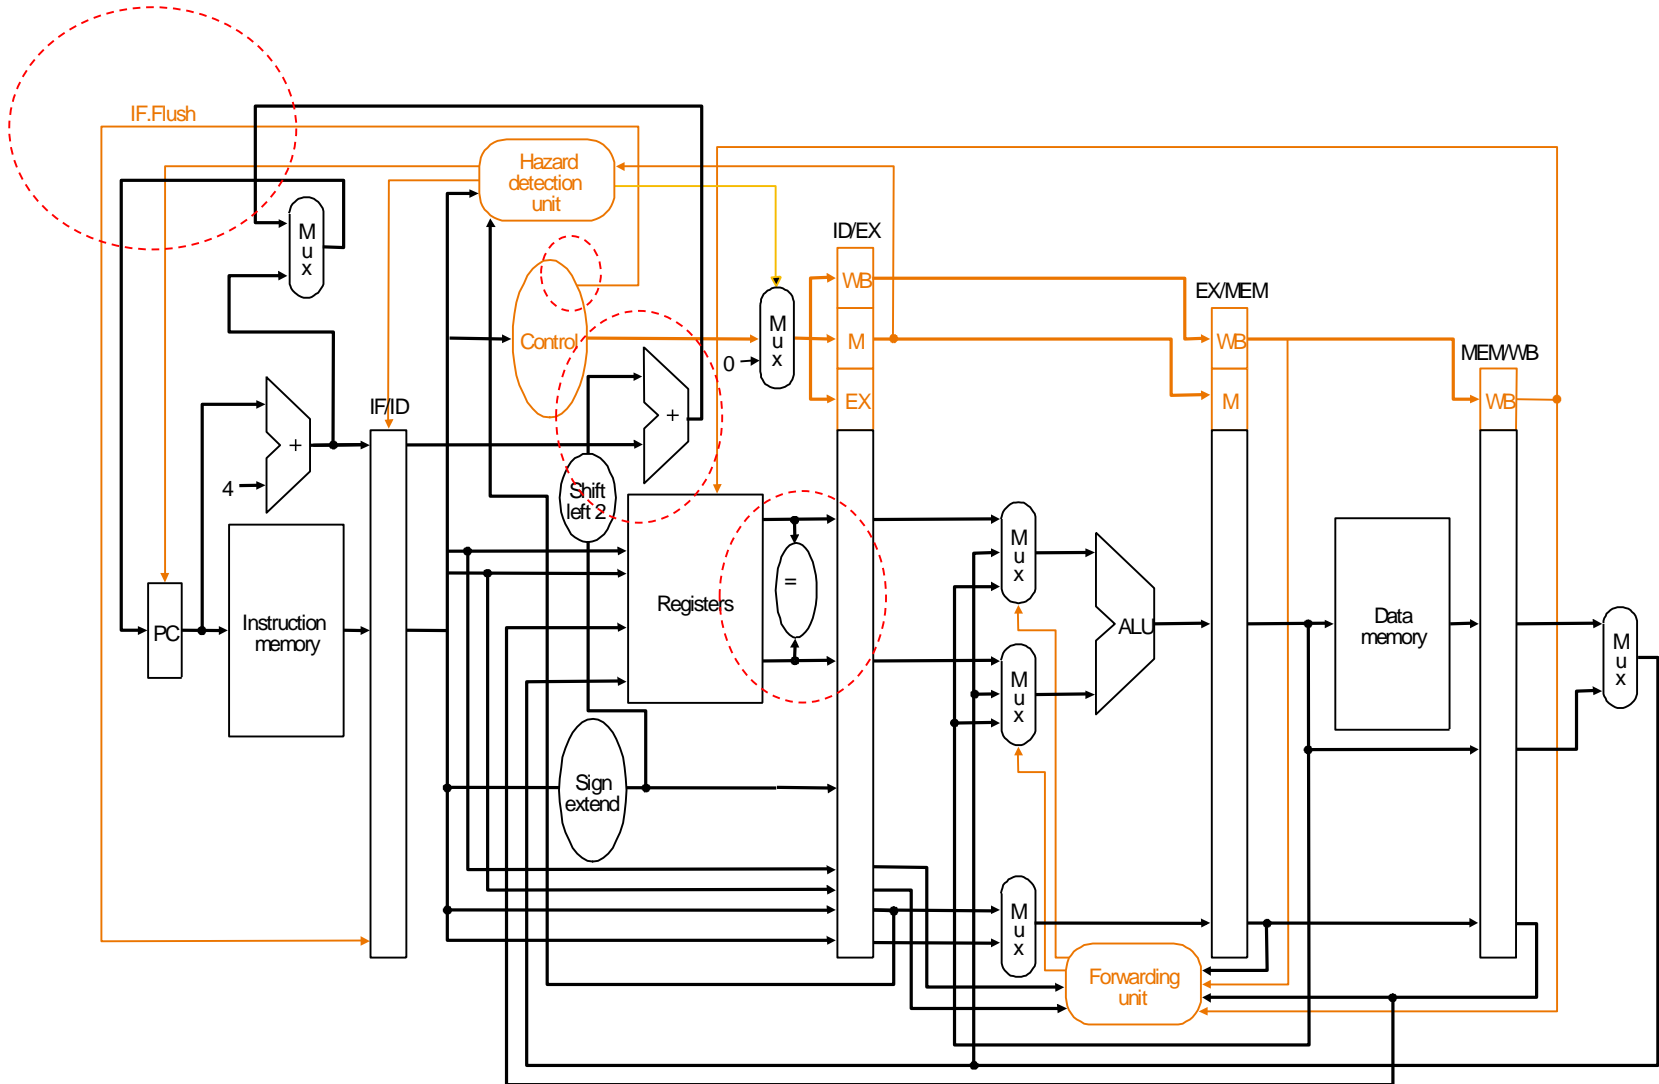 IF.Flush
Hazard
detection
unit
M
u
x
ID/EX
WB
EX/MEM
M
u
x
Control
M
WB
0
MEM/WB
IF/ID
EX
M
WB
+
+
4
Shift
left 2
M
u
x
=
Registers
Instruction
memory
PC
ALU
Data
memory
M
u
x
M
u
x
Sign
extend
M
u
x
Forwarding
unit